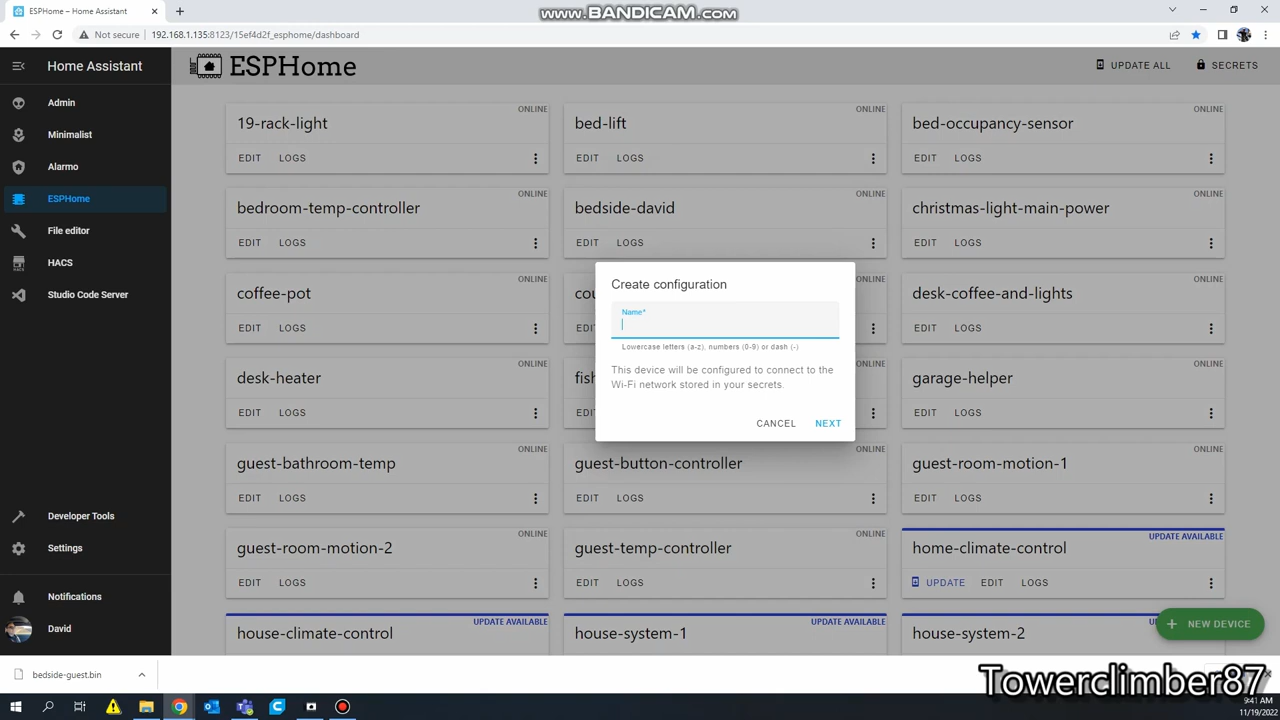 ESPHome – Home Assistant
www.BANDICAM.com
Not secure
192.168.1.135:8123/15ef4d2f_esphome/dashboard
Home Assistant
ESPHome
UPDATE ALL
SECRETS
Admin
Minimalist
Alarmo
ESPHome
File editor
HACS
HACS
Studio Code Server
Developer Tools
Settings
Notifications
David
ONLINE
19-rack-light
EDIT LOGS
ONLINE
bed-lift
EDIT LOGS
ONLINE
bed-occupancy-sensor
EDIT LOGS
ONLINE
bedroom-temp-controller
EDIT LOGS
ONLINE
bedside-david
EDIT LOGS
ONLINE
christmas-light-main-power
EDIT LOGS
ONLINE
coffee-pot
EDIT LOGS
ONLINE
ONLINE
desk-coffee-and-lights
EDIT LOGS
ONLINE
desk-heater
EDIT LOGS
ONLINE
ONLINE
garage-helper
EDIT LOGS
Create configuration
Name*
Lowercase letters (a-z), numbers (0-9) or dash (-)
This device will be configured to connect to the
Wi-Fi network stored in your secrets.
CANCEL NEXT
ONLINE
guest-bathroom-temp
EDIT LOGS
ONLINE
guest-button-controller
EDIT LOGS
ONLINE
guest-room-motion-1
EDIT LOGS
ONLINE
guest-room-motion-2
EDIT LOGS
ONLINE
guest-temp-controller
EDIT LOGS
UPDATE AVAILABLE
home-climate-control
UPDATE EDIT LOGS
UPDATE AVAILABLE
house-climate-control
UPDATE AVAILABLE
house-system-1
house-system-2
NEW DEVICE
bedside-guest.bin
Towerclimber87
9:41 AM
11/19/2022